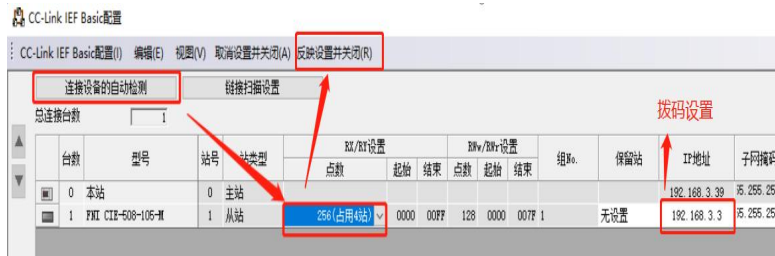 CC-Link IEF Basic配置
CC-Link IEF Basic配置(I) 编辑(E) 视图(V) 取消设置并关闭(A) 反映设置并关闭(R)
连接设备的自动检测 链接扫描设置
总连接台数 1
拨码设置
台数 型号 站号 站类型 RX/RY设置 RWw/RWr设置 组No. 保留站 IP地址 子网掩码
点数 起始 结束 点数 起始 结束
0 本站 0 主站 192.168.3.39 255.25
1 FNI CIE-508-105-M 1 从站 256(占用4站) 0000 00FF 128 0000 007F 1 无设置 192.168.3.3 255.25